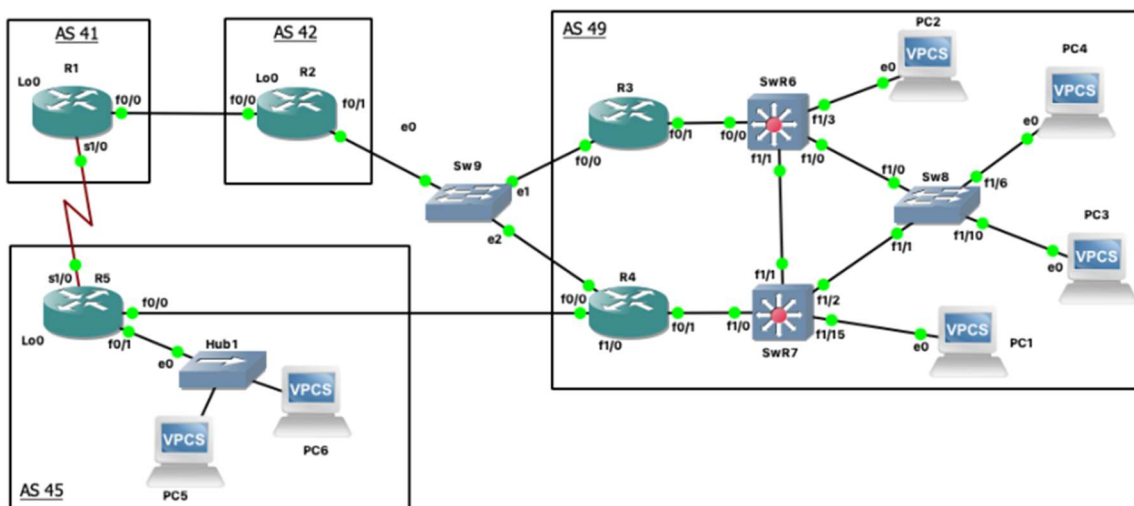 AS 41
Lo0
R1
f0/0
s1/0
AS 42
Lo0
R2
f0/0
f0/1
e0
Sw9
e1
e2
AS 49
R3
f0/0
f0/1
SwR6
f0/0
f1/3
f1/1
f1/0
PC2
VPCS
e0
PC4
VPCS
e0
Sw8
f1/0
f1/6
f1/10
f1/1
PC3
VPCS
e0
R4
f0/0
f0/1
f1/0
SwR7
f1/1
f1/0
f1/2
f1/15
PC1
VPCS
e0
s1/0
R5
f0/0
f0/1
Lo0
Hub1
e0
VPCS
PC6
VPCS
PC5
AS 45